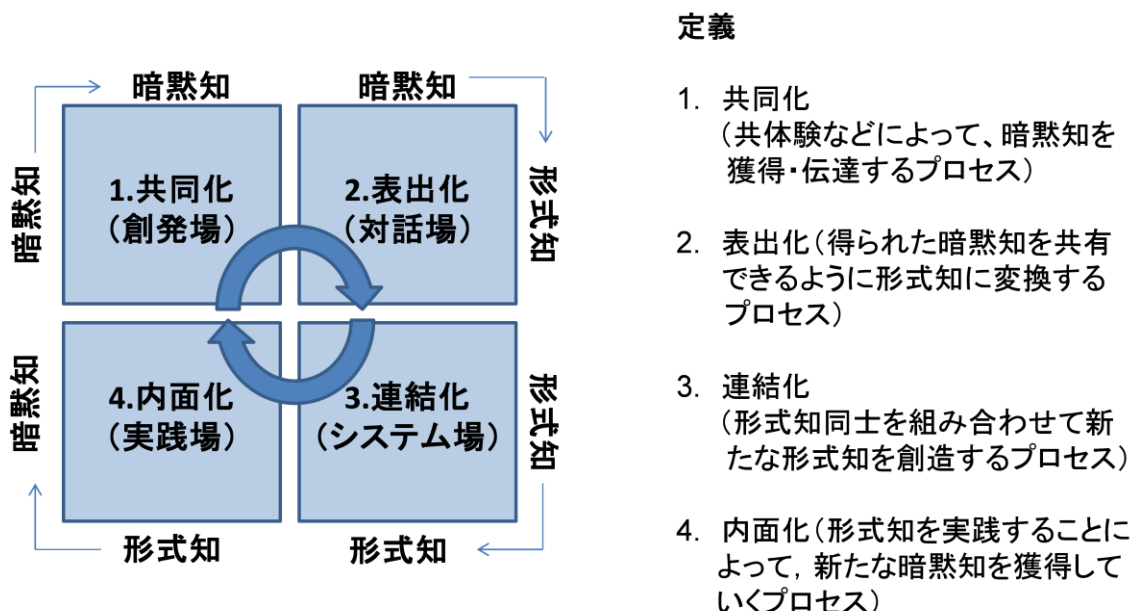 暗黙知
暗黙知
暗黙知
形式知
1.共同化
(創発場)
2.表出化
(対話場)
暗黙知
形式知
4.内面化
(実践場)
3.連結化
(システム場)
形式知
形式知
定義
1. 共同化
(共体験などによって、暗黙知を
獲得・伝達するプロセス)
2. 表出化(得られた暗黙知を共有
できるように形式知に変換する
プロセス)
3. 連結化
(形式知同士を組み合わせて新
たな形式知を創造するプロセス)
4. 内面化(形式知を実践することに
よって, 新たな暗黙知を獲得して
いくプロセス)